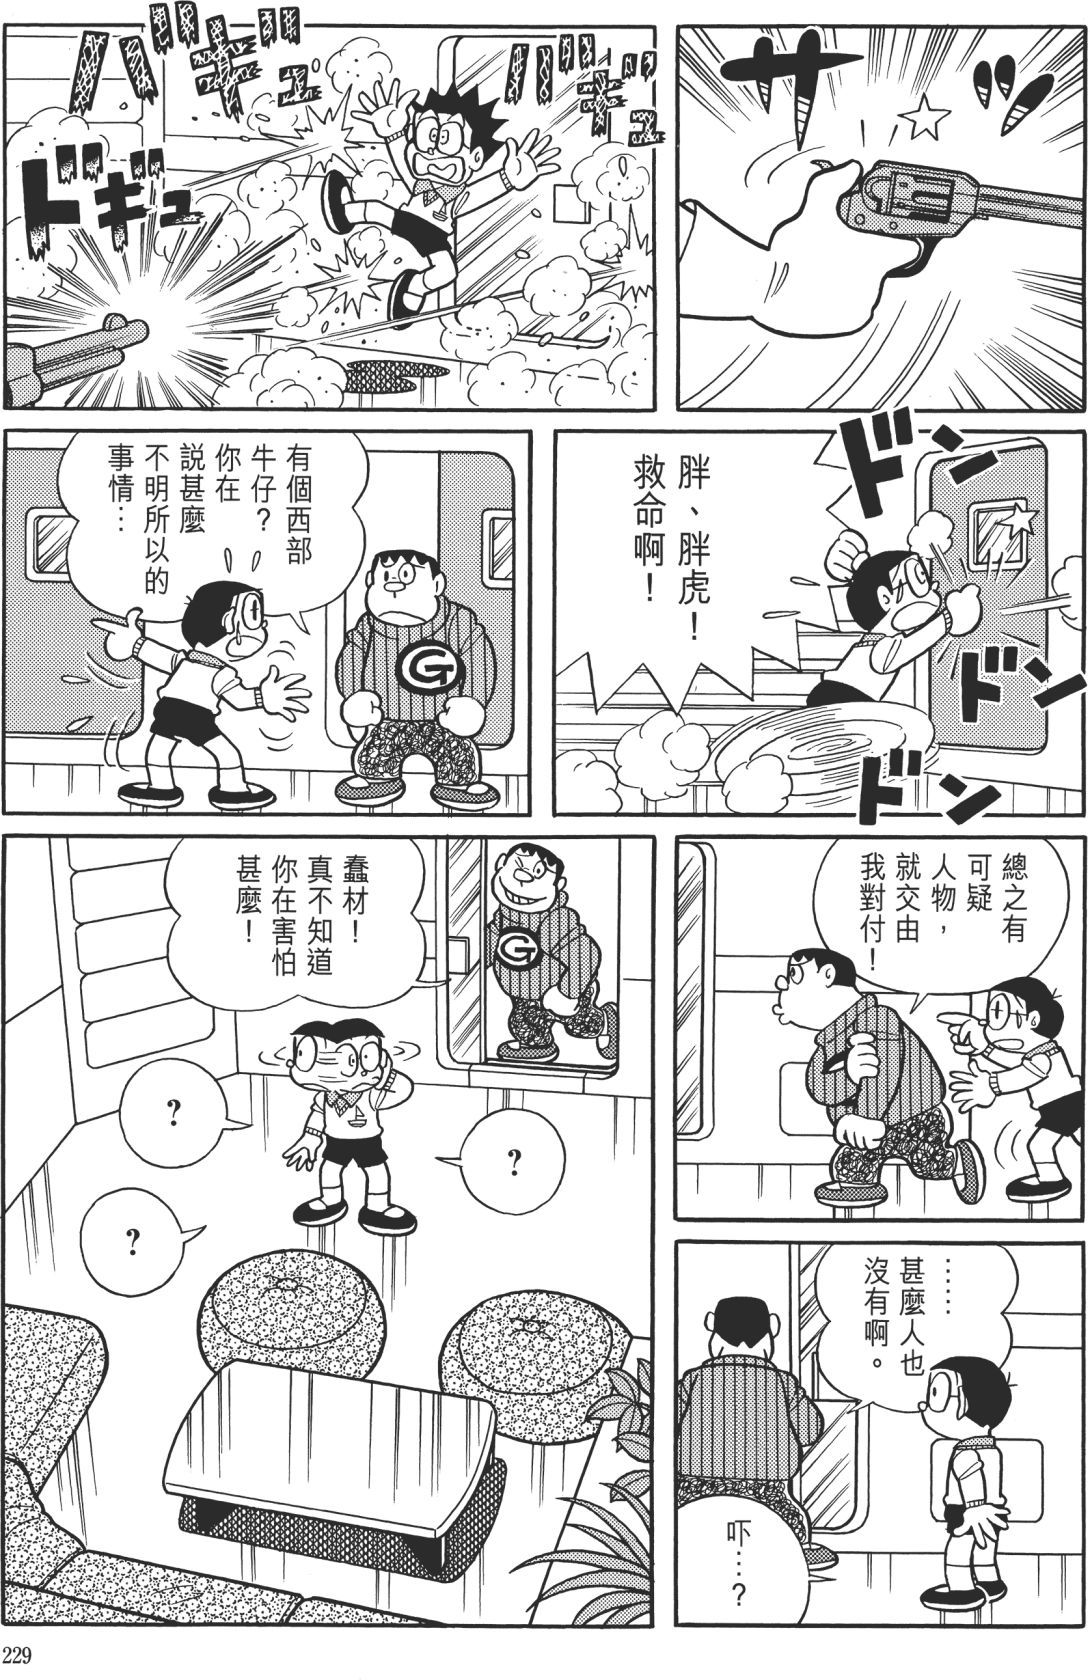 サッ
バギュ
バギュ
ドギュ
胖、胖虎！
救命啊！
ドン
ドン
ドン
有個西部
牛仔？
你在
説甚麼
不明所以的
事情…
G
總之有
可疑
人物，
就交由
我對付！
……
甚麼人也
沒有啊。
吓…？
蠢材！
真不知道
你在害怕
甚麼！
G
？
？
？
229